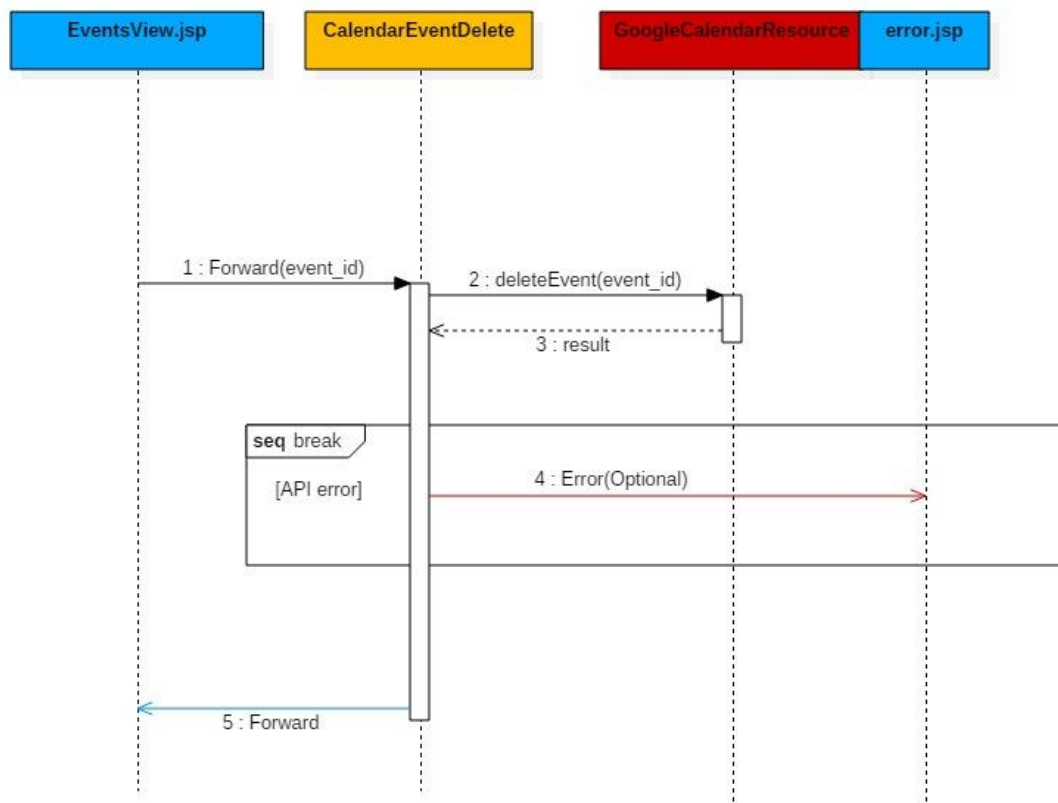 EventsView.jsp
CalendarEventDelete
GoogleCalendarResource
error.jsp
1 : Forward(event_id)
2 : deleteEvent(event_id)
3 : result
seq break
[API error]
4 : Error(Optional)
5 : Forward